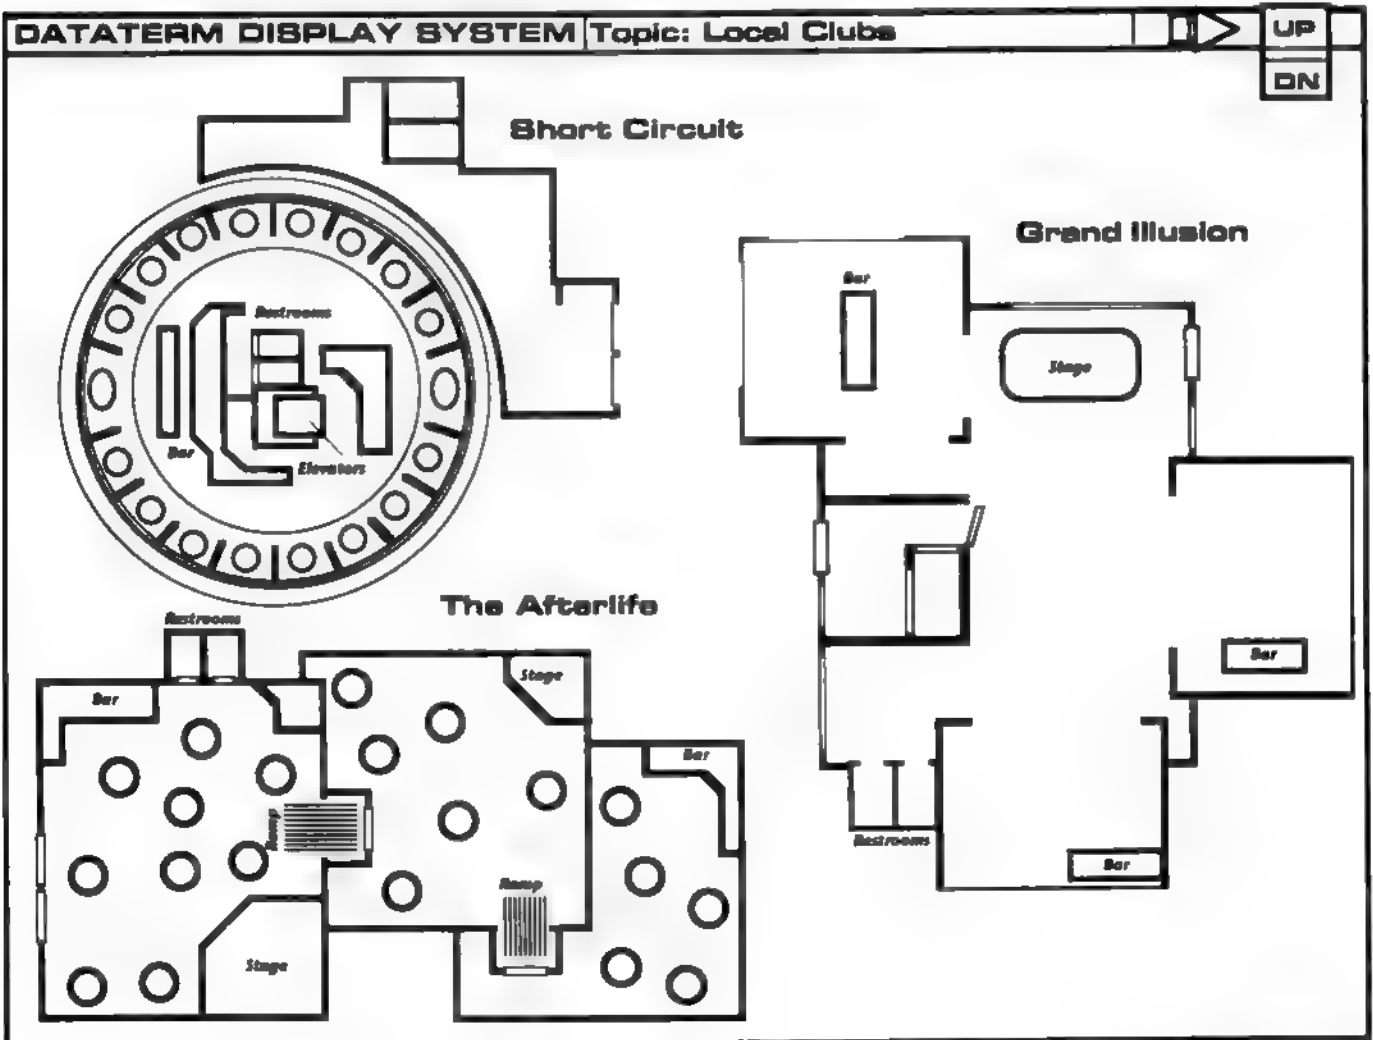 DATATERM DISPLAY SYSTEM Topic: Local Clubs
UP
DN
Short Circuit
Restrooms
Bar
Elevators
Grand Illusion
Bar
Stage
Bar
Restrooms
Bar
The Afterlife
Restrooms
Bar
Stage
Bar
Ramp
Ramp
Stage